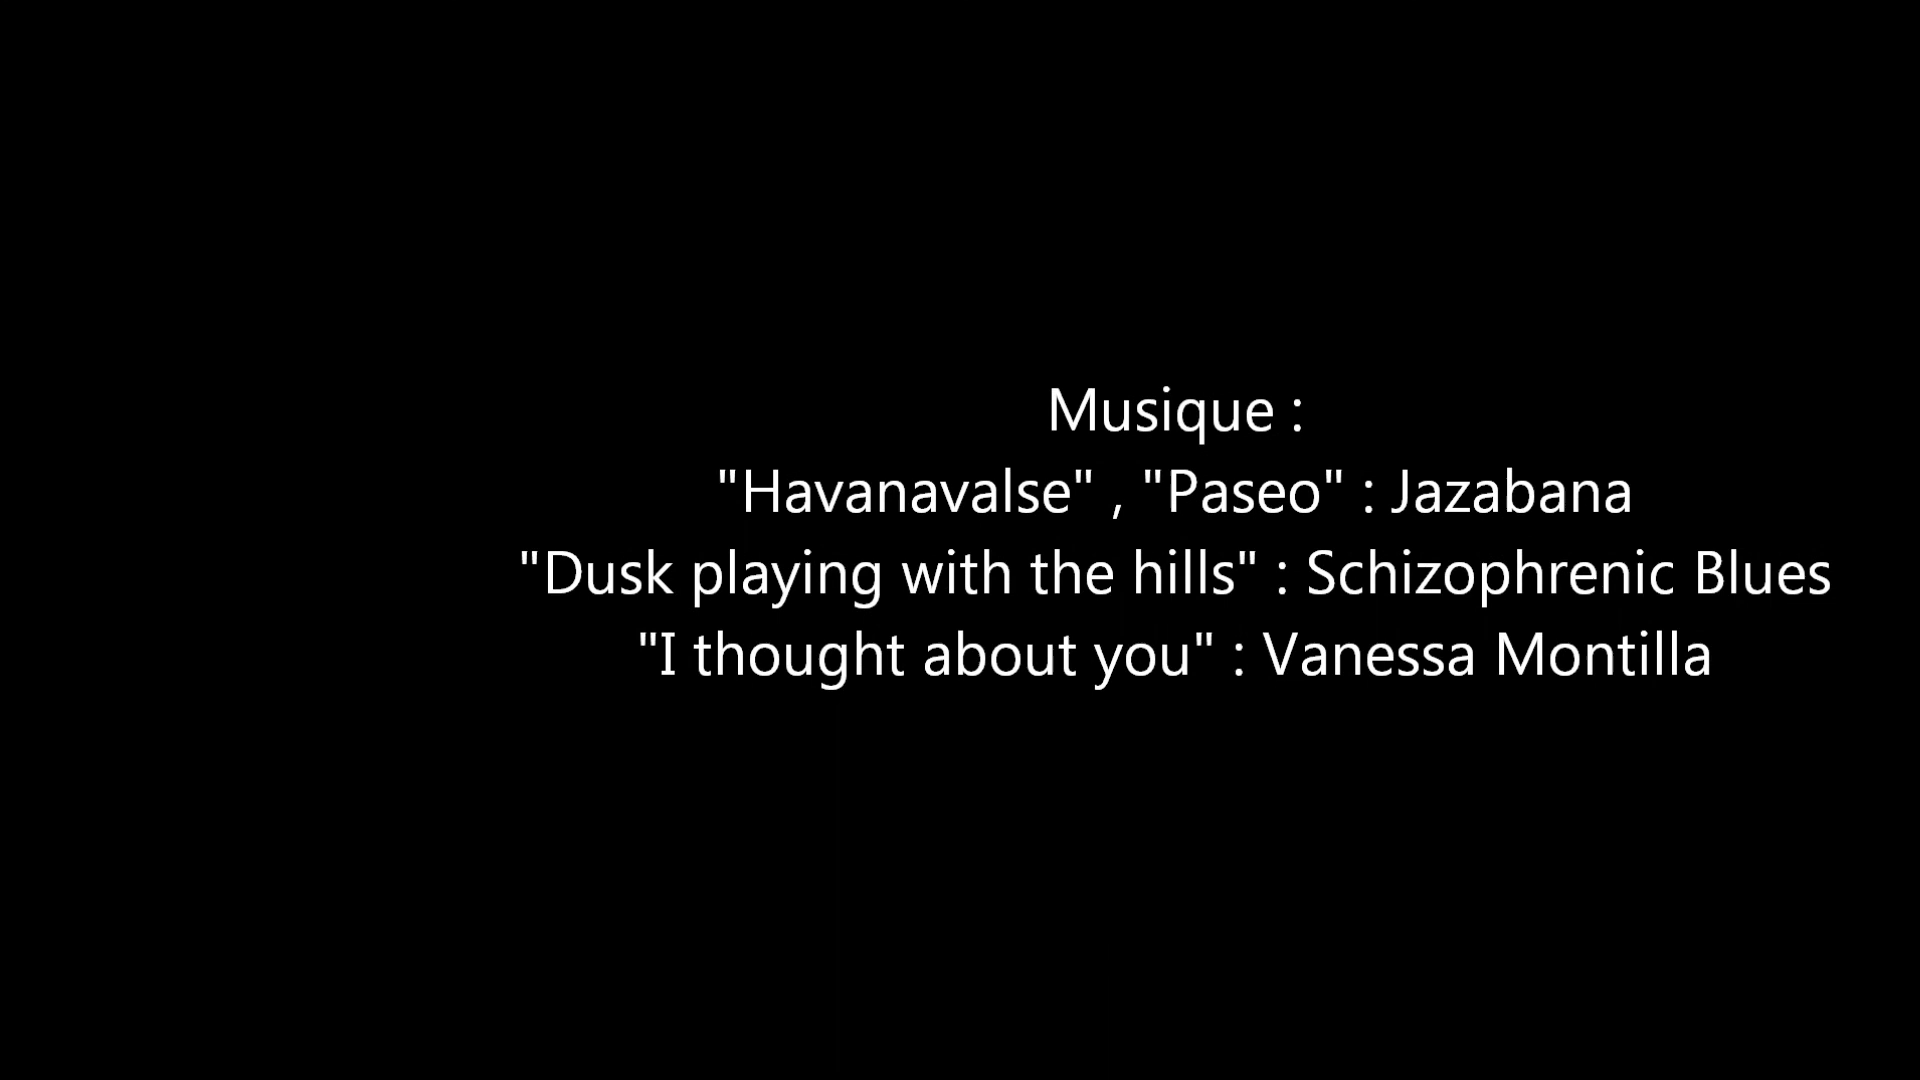 Musique :
"Havanavalse" , "Paseo" : Jazabana
"Dusk playing with the hills" : Schizophrenic Blues
"I thought about you" : Vanessa Montilla